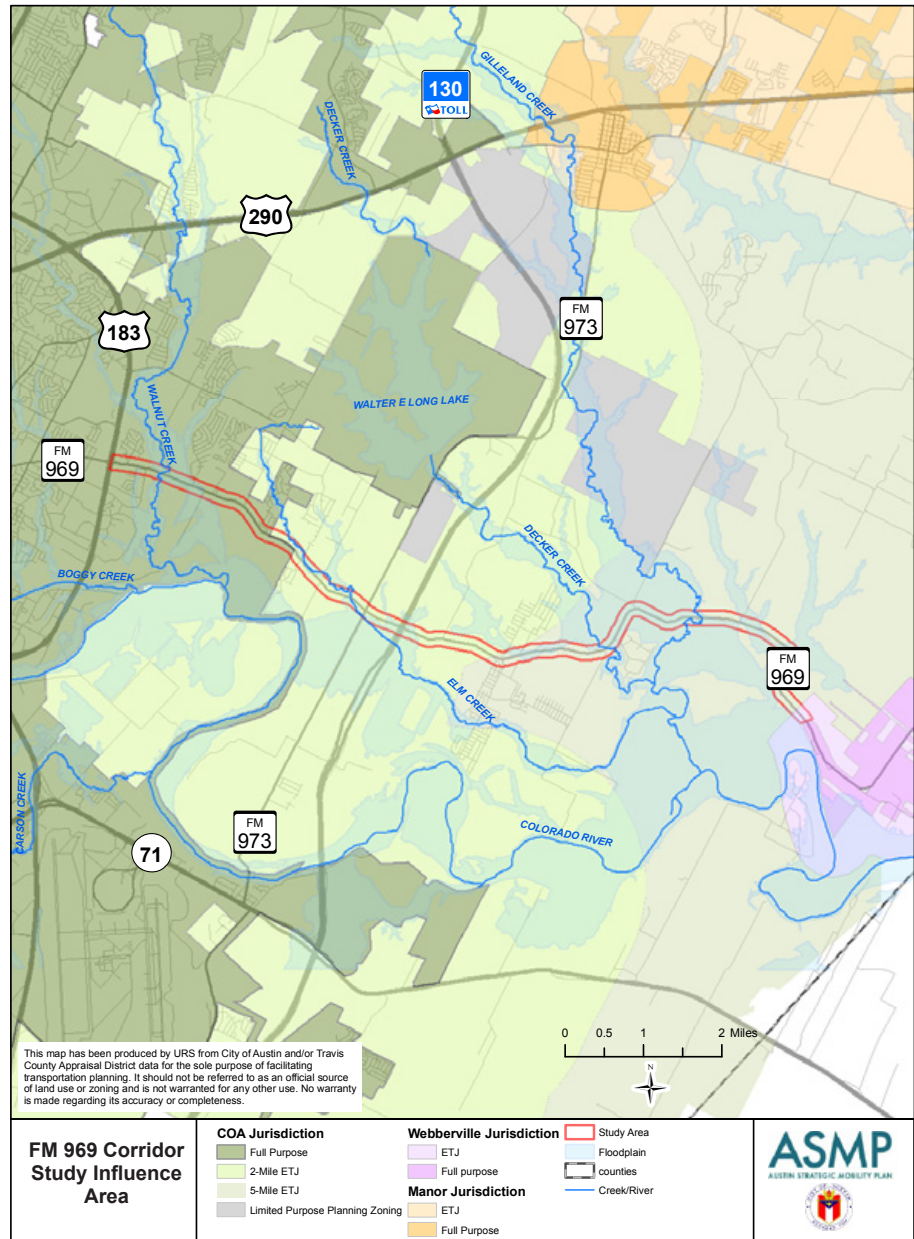 GILLELAND CREEK
130
TOLL
DECKER CREEK
290
183
FM
973
WALNUT CREEK
WALTER E LONG LAKE
FM
969
DECKER CREEK
BOGGY CREEK
FM
969
ELM CREEK
CARSON CREEK
FM
973
COLORADO RIVER
71
0 0.5 1 2 Miles
N
This map has been produced by URS from City of Austin and/or Travis
County Appraisal District data for the sole purpose of facilitating
transportation planning. It should not be referred to as an official source
of land use or zoning and is not warranted for any other use. No warranty
is made regarding its accuracy or completeness.
FM 969 Corridor
Study Influence
Area
COA Jurisdiction
Full Purpose
2-Mile ETJ
5-Mile ETJ
Limited Purpose Planning Zoning
Webberville Jurisdiction
ETJ
Full purpose
Manor Jurisdiction
ETJ
Full Purpose
Study Area
Floodplain
counties
Creek/River
ASMP
AUSTIN STRATEGIC MOBILITY PLAN